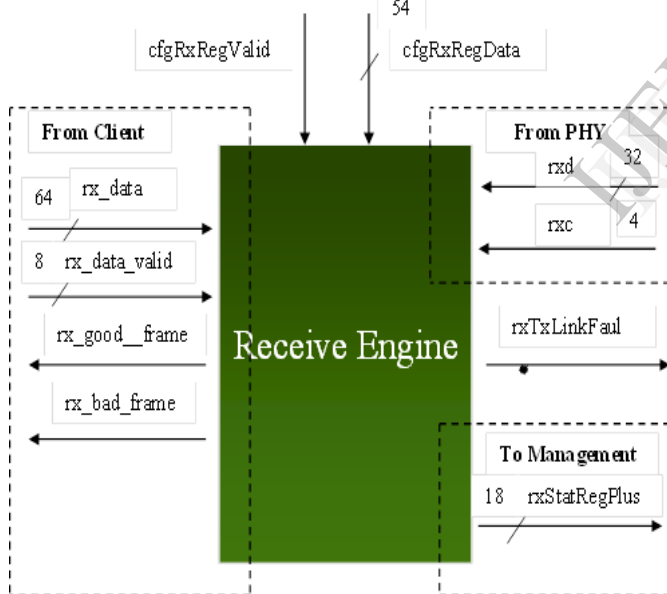 54
cfgRxRegValid
cfgRxRegData
From Client
From PHY
rxd
32
64
rx_data
rxc
4
8
rx_data_valid
rx_good__frame
Receive Engine
rxTxLinkFaul
rx_bad_frame
To Management
18
rxStatRegPlus